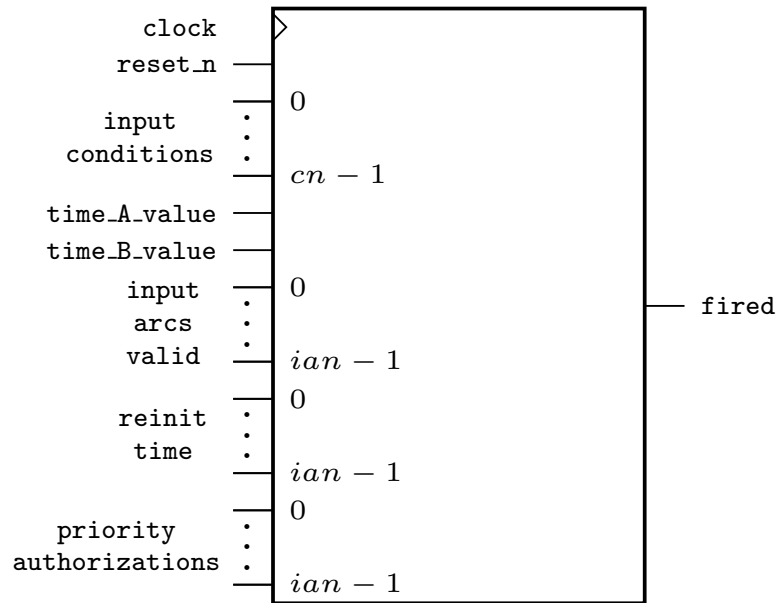 clock
reset_n
0
input
conditions
cn − 1
time_A_value
time_B_value
0
input
arcs
valid
ian − 1
fired
0
reinit
time
ian − 1
0
priority
authorizations
ian − 1